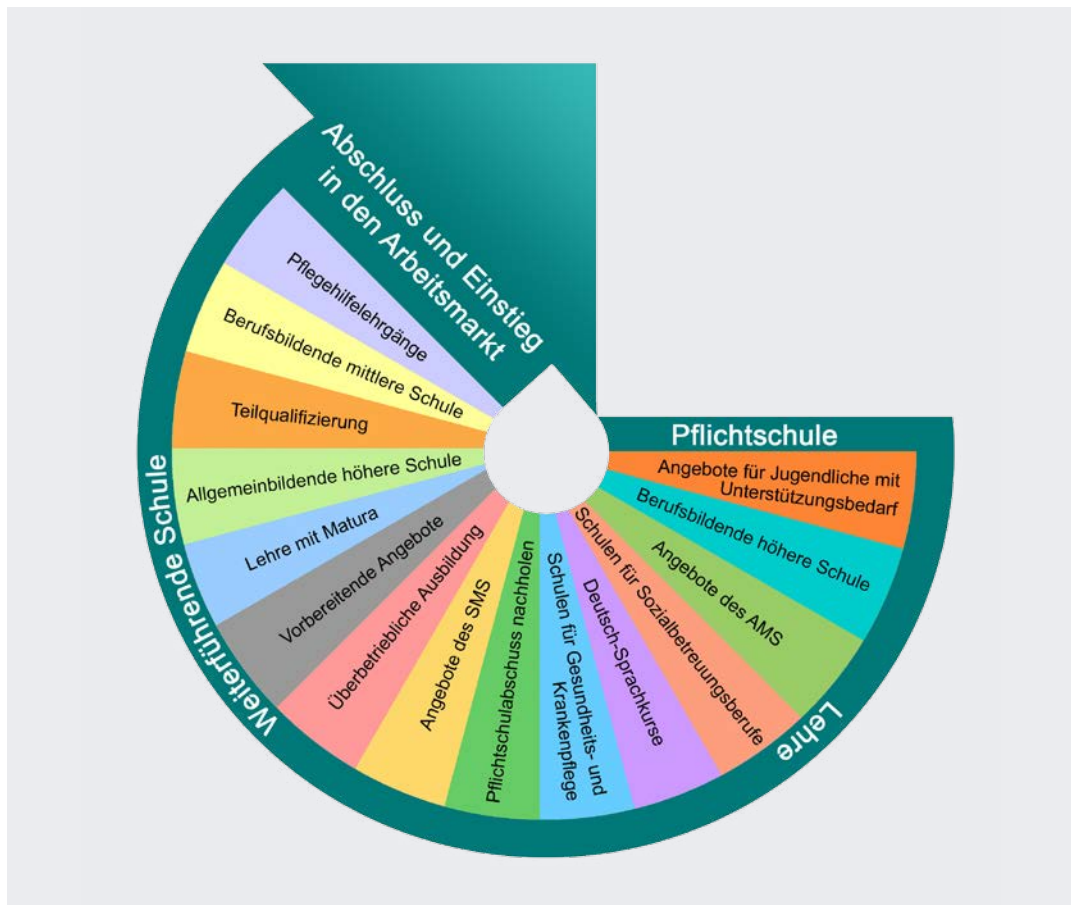 Abschluss und Einstieg
in den Arbeitsmarkt
Pflegehilfelehrgänge
Berufsbildende mittlere Schule
Teilqualifizierung
Allgemeinbildende höhere Schule
Lehre mit Matura
Vorbereitende Angebote
Überbetriebliche Ausbildung
Angebote des SMS
Pflichtschulabschuss nachholen
Schulen für Gesundheits- und
Krankenpflege
Deutsch-Sprachkurse
Schulen für Sozialbetreuungsberufe
Angebote des AMS
Berufsbildende höhere Schule
Angebote für Jugendliche mit
Unterstützungsbedarf
Pflichtschule
Lehre
Weiterführende Schule